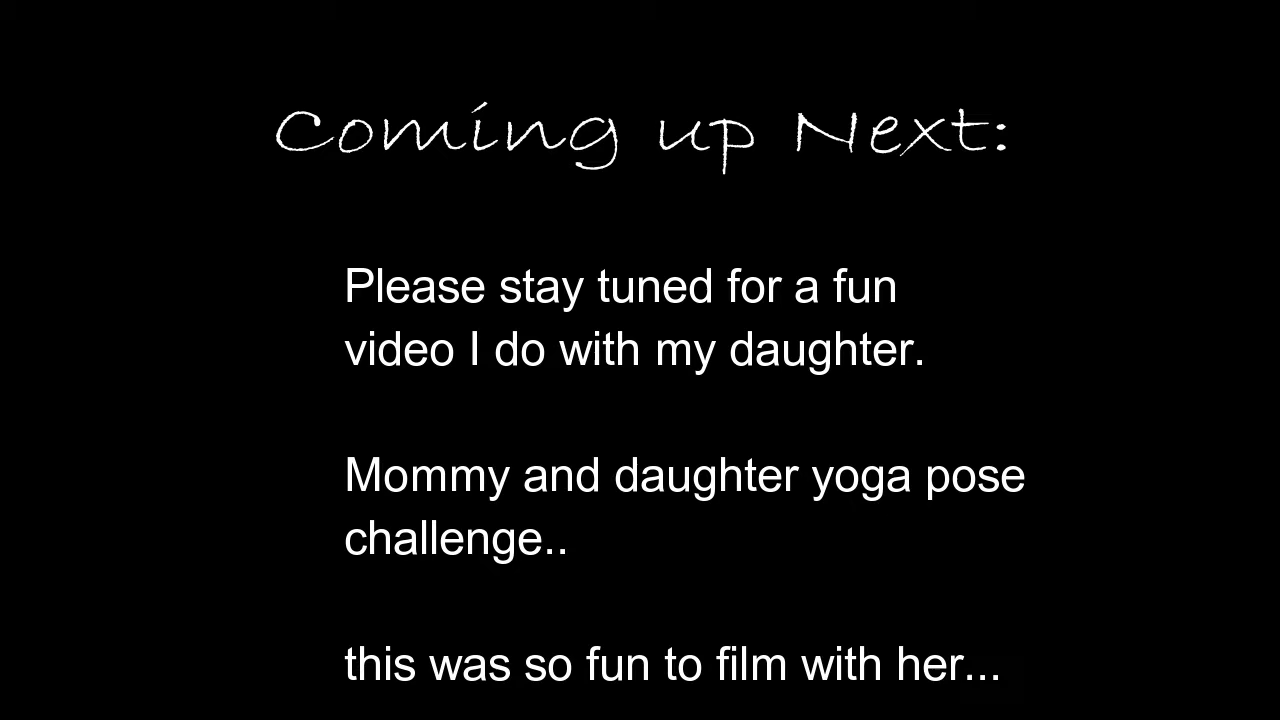 Coming up Next:
Please stay tuned for a fun
video I do with my daughter.
Mommy and daughter yoga pose
challenge..
this was so fun to film with her...